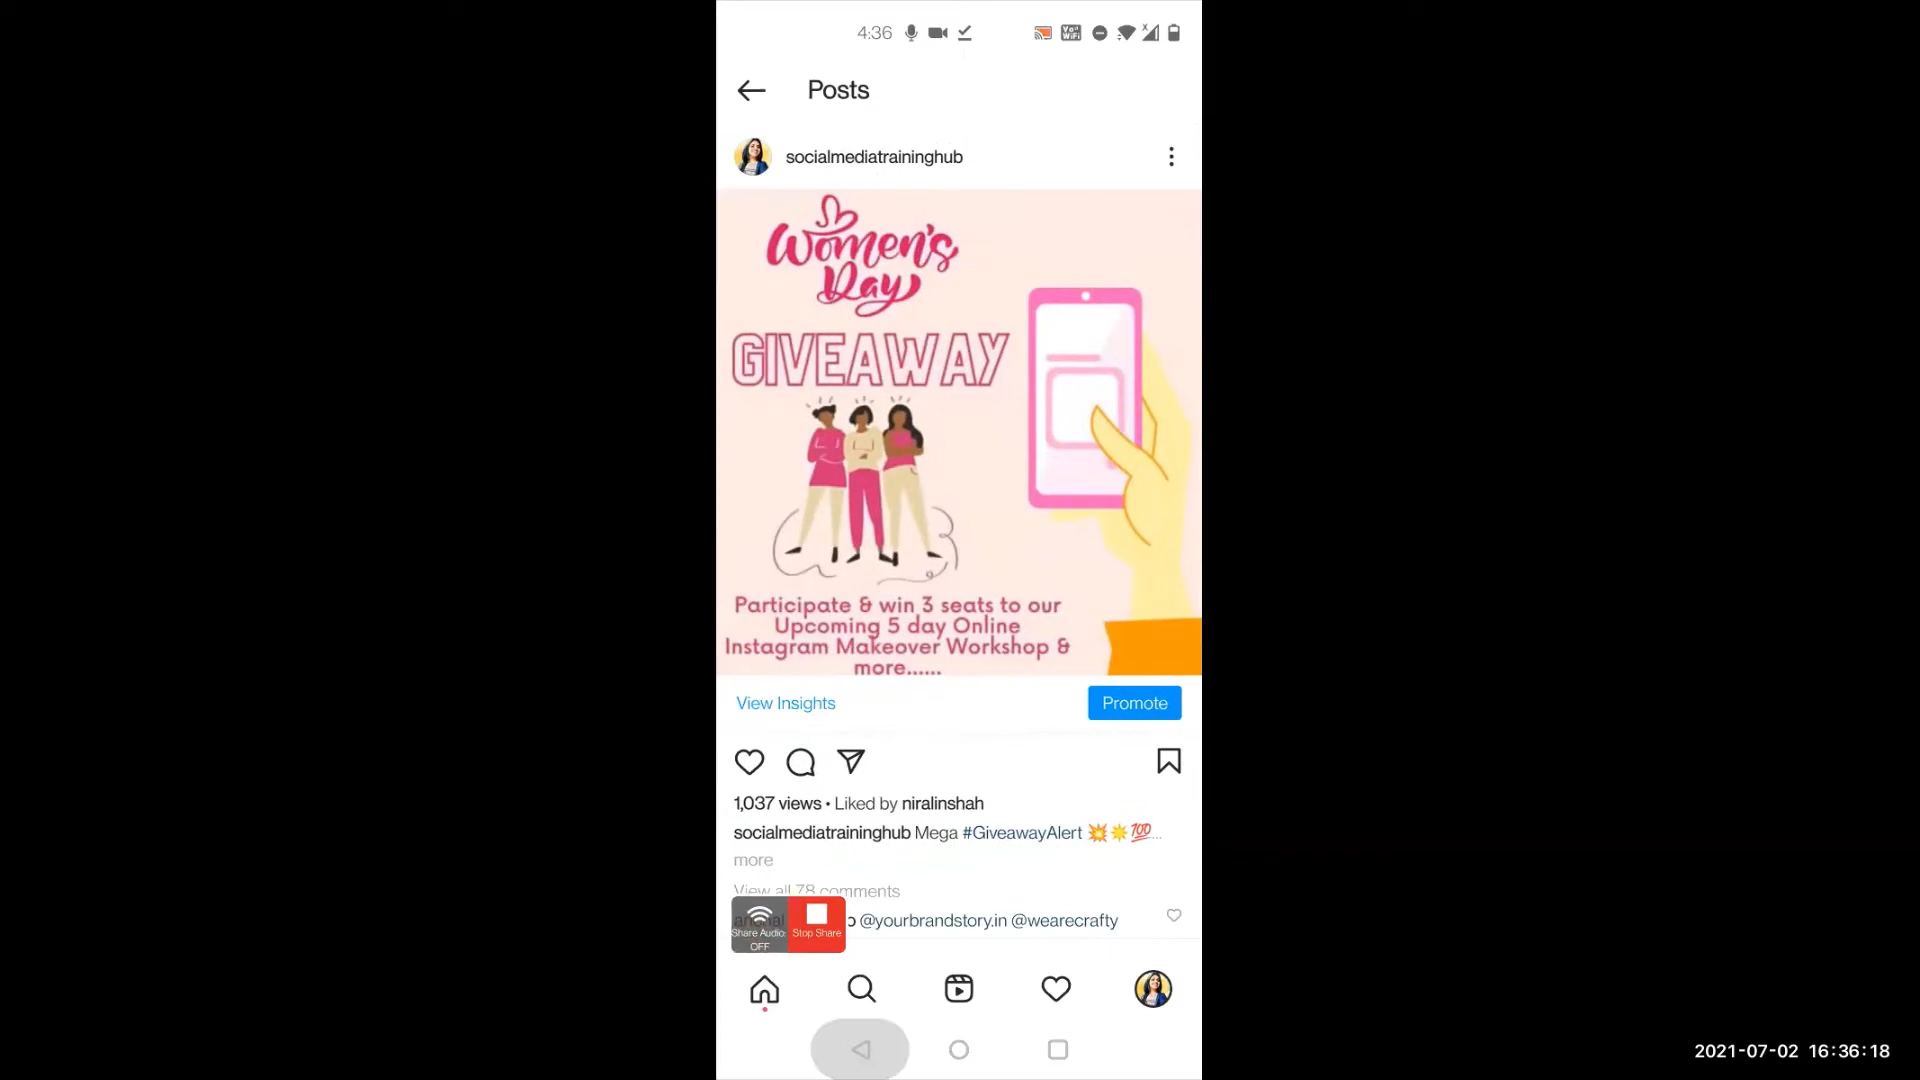 4:36
Posts
socialmediatraininghub
Women's
Day
GIVEAWAY
Participate & win 3 seats to our
Upcoming 5 day Online
Instagram Makeover Workshop &
more......
View Insights
Promote
1,037 views • Liked by niralinshah
socialmediatraininghub Mega #GiveawayAlert 💥☀️💯...
more
View all 78 comments
@yourbrandstory.in @wearecrafty
Share Audio:
OFF
Stop Share
2021-07-02 16:36:18